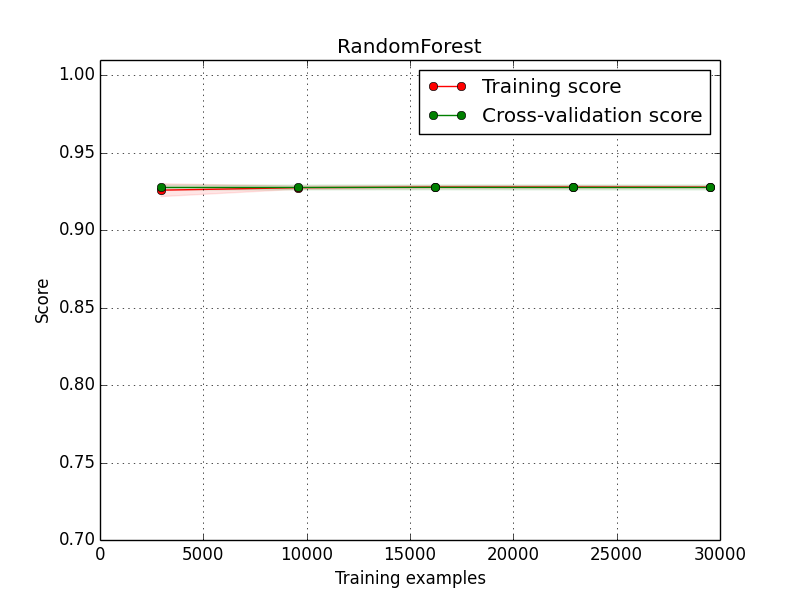 RandomForest
1.00
0.95
0.90
0.85
0.80
0.75
0.70
Score
Training score
Cross-validation score
0 5000 10000 15000 20000 25000 30000
Training examples